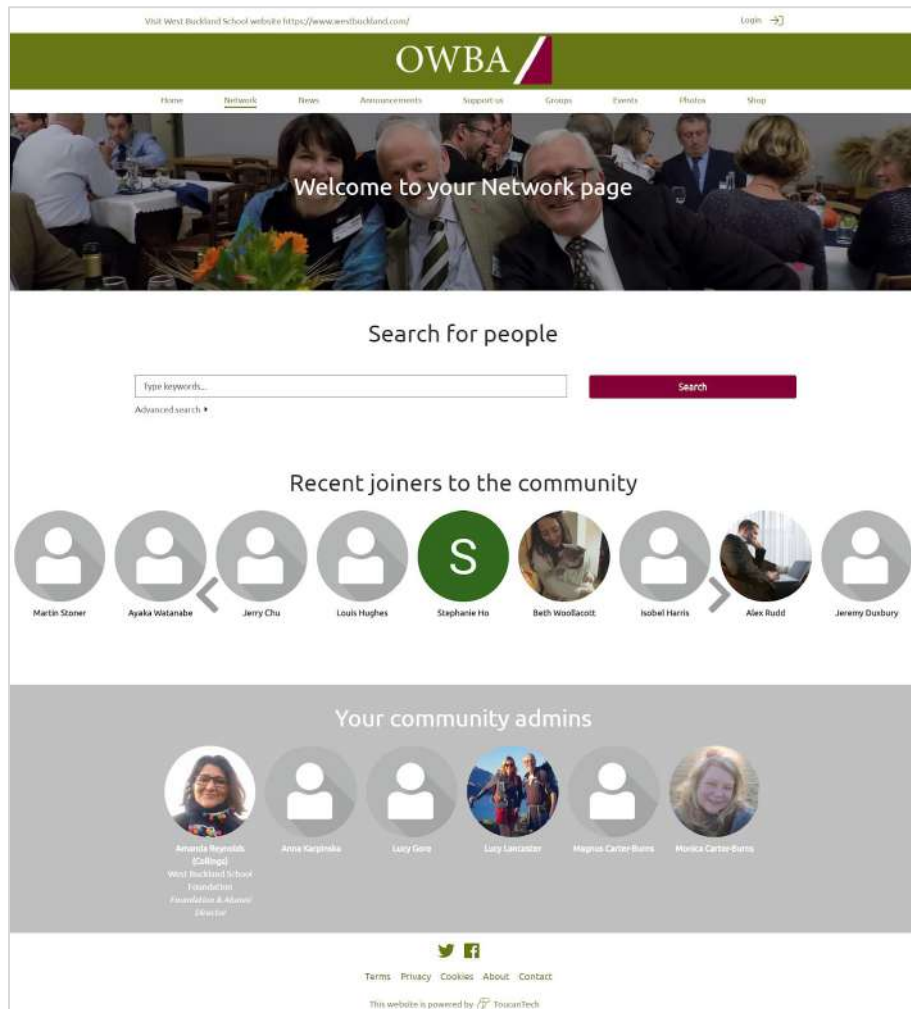 Visit West Buckland School website https://www.westbuckland.com/
Login
OWBA
Home Network News Announcements Support us Groups Events Photos Shop
Welcome to your Network page
Search for people
Type keywords...
Search
Advanced search
Recent joiners to the community
S
Martin Stoner Ayaka Watanabe Jerry Chu Louis Hughes Stephanie Ho Beth Woollacott Isobel Harris Alex Rudd Jeremy Duxbury
Your community admins
Amanda Reynolds Anna Karpinska Lucy Goro Lucy Lancaster Magnus Carter-Burns Monica Carter-Burns
(Collings)
West Buckland School
Foundation
Foundation & Alumni
Director
Terms Privacy Cookies About Contact
This website is powered by ToucanTech